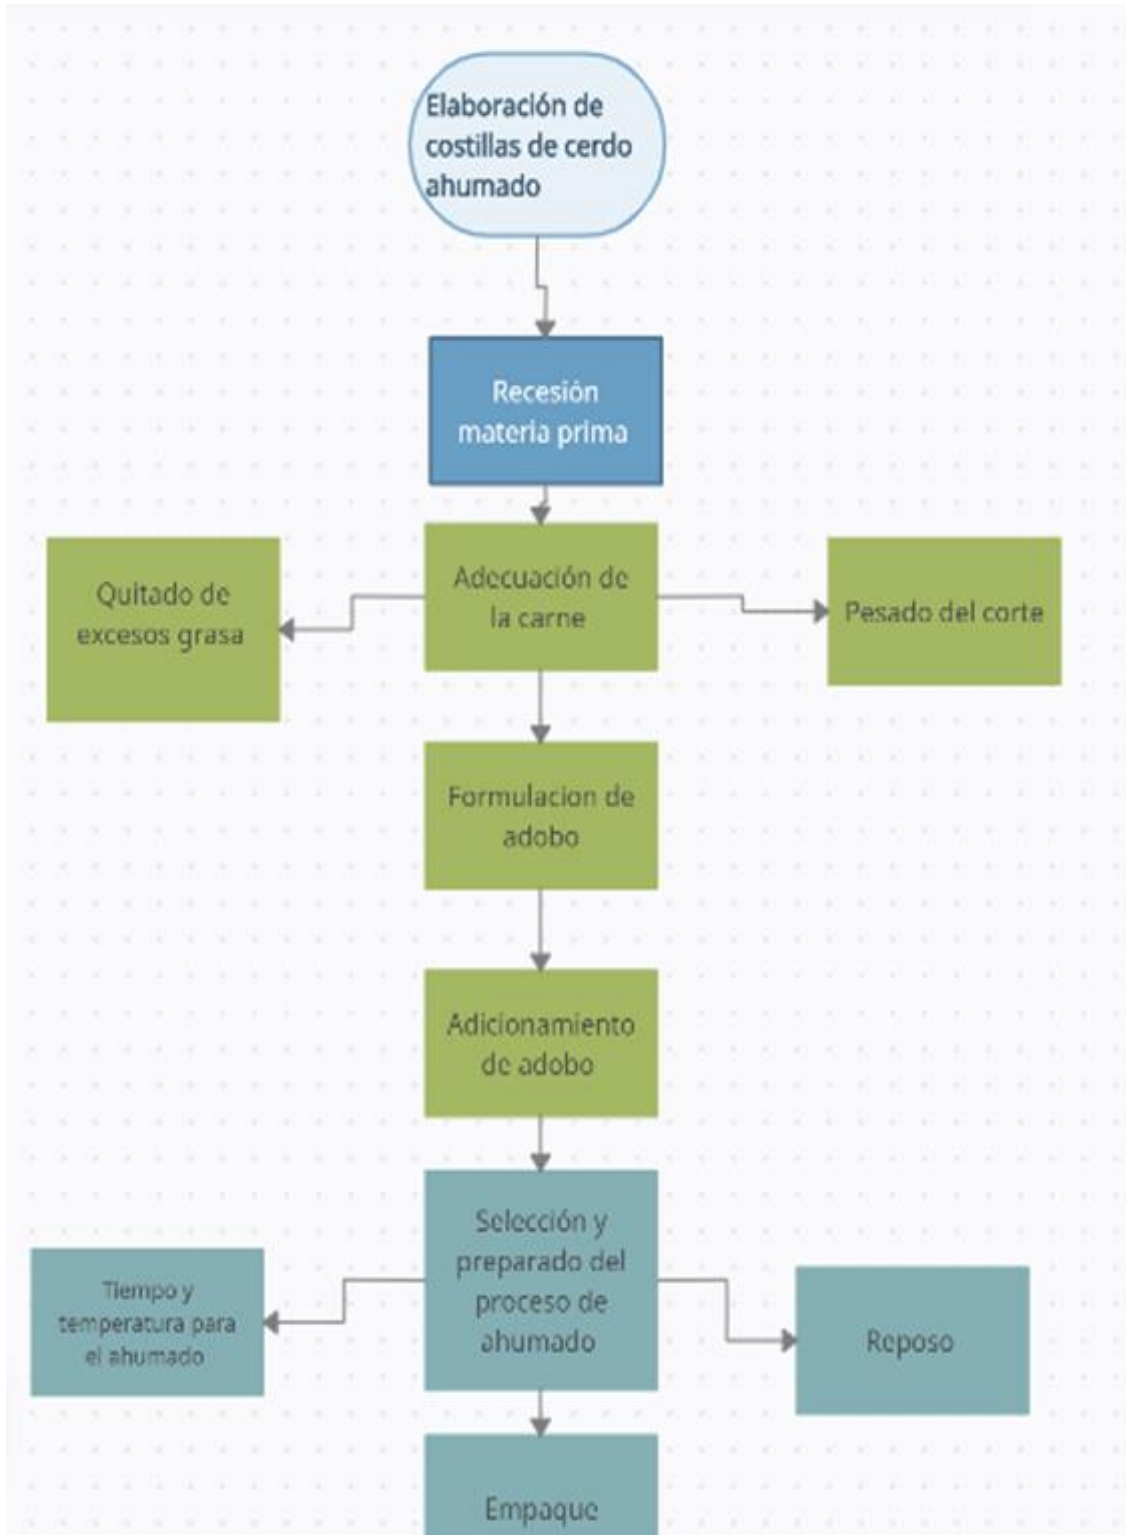 Elaboración de
costillas de cerdo
ahumado
Recesión
materia prima
Quitado de
excesos grasa
Adecuación de
la carne
Pesado del corte
Formulacion de
adobo
Adicionamiento
de adobo
Selección y
preparado del
proceso de
ahumado
Tiempo y
temperatura para
el ahumado
Reposo
Empaque